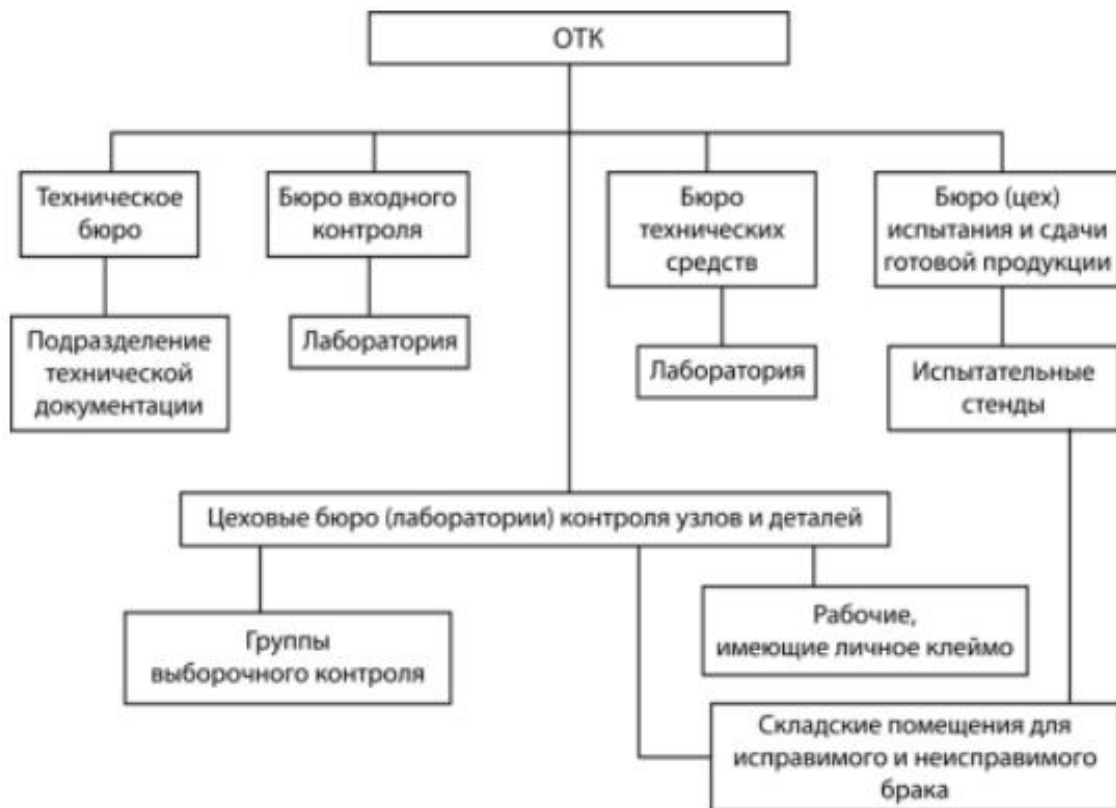 ОТК
Техническое
бюро
Бюро входного
контроля
Бюро
технических
средств
Бюро (цех)
испытания и сдачи
готовой продукции
Подразделение
технической
документации
Лаборатория
Лаборатория
Испытательные
стенды
Цеховые бюро (лаборатории) контроля узлов и деталей
Группы
выборочного контроля
Рабочие,
имеющие личное клеймо
Складские помещения для
исправимого и неисправимого
брака